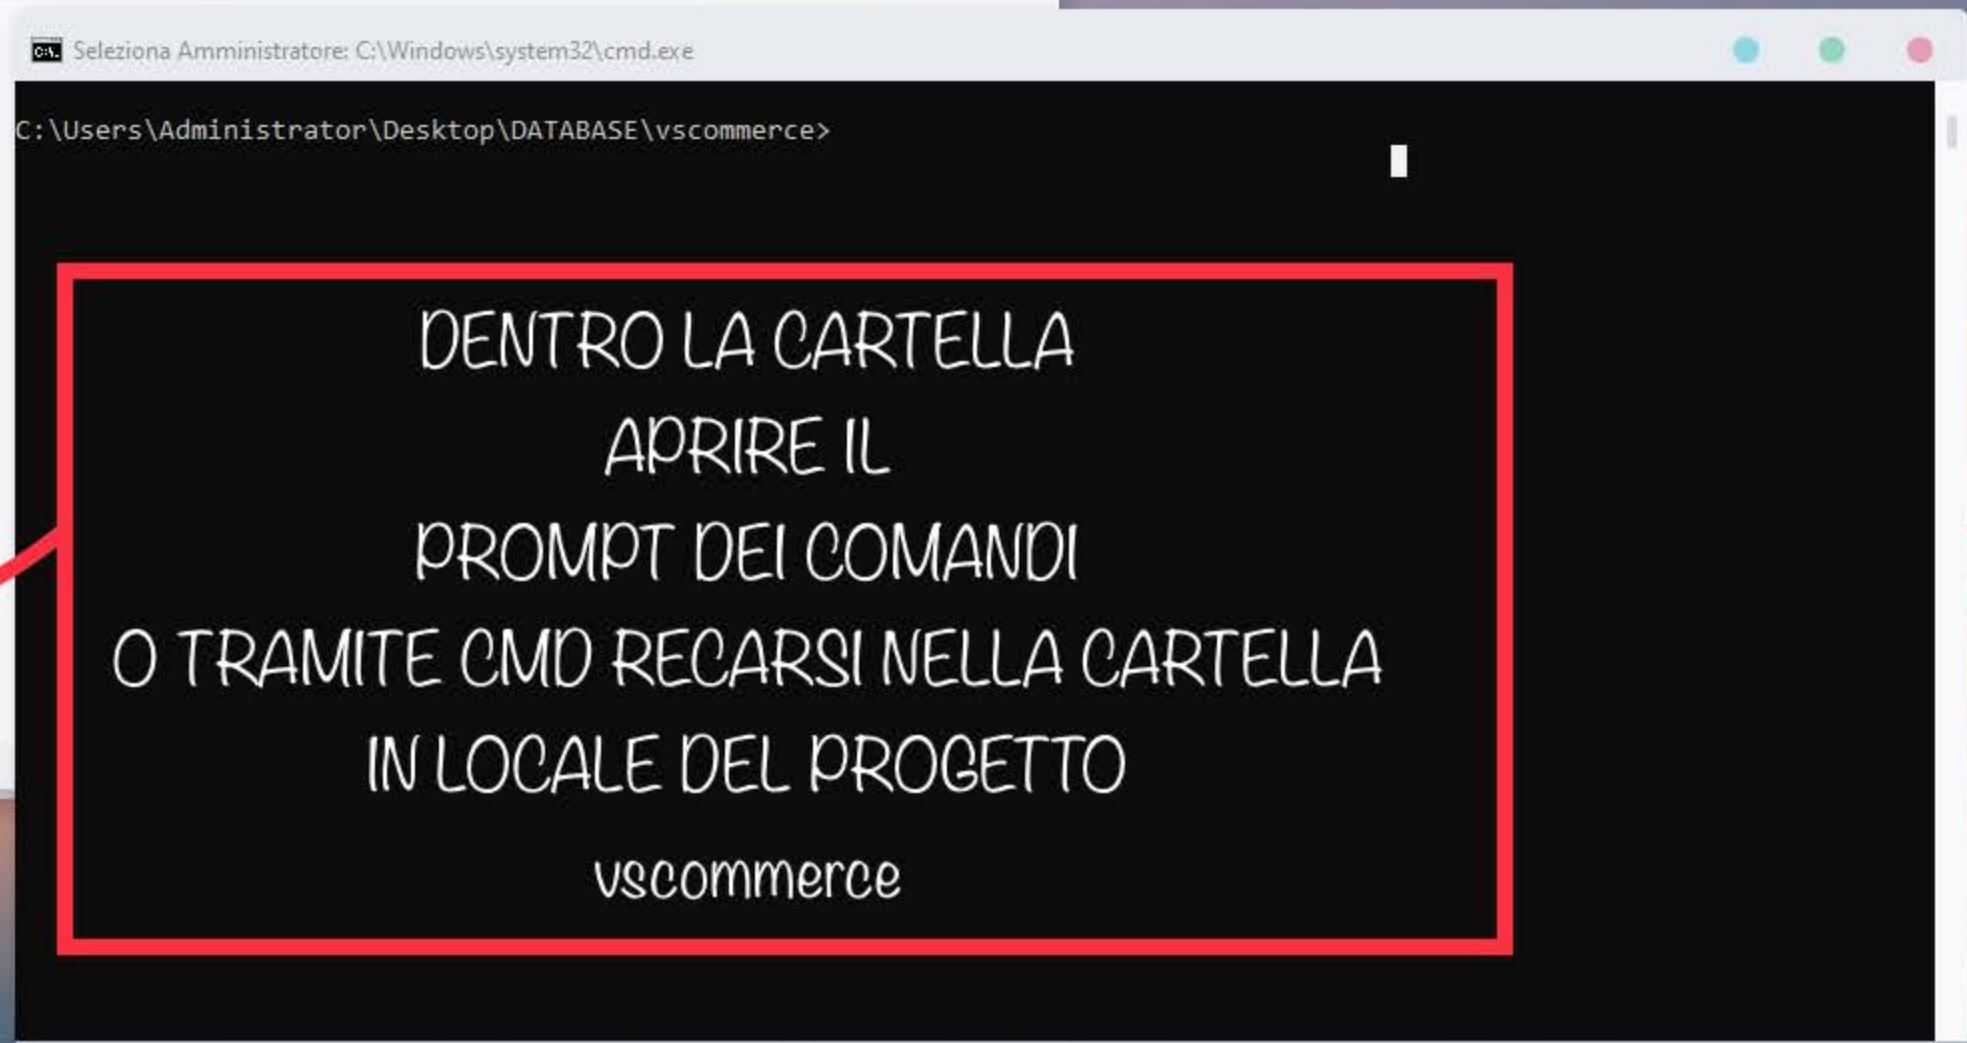 Seleziona Amministratore: C:\Windows\system32\cmd.exe
C:\Users\Administrator\Desktop\DATABASE\vscommerce>
DENTRO LA CARTELLA
APRIRE IL
PROMPT DEI COMANDI
O TRAMITE CMD RECARSI NELLA CARTELLA
IN LOCALE DEL PROGETTO
vscommerce